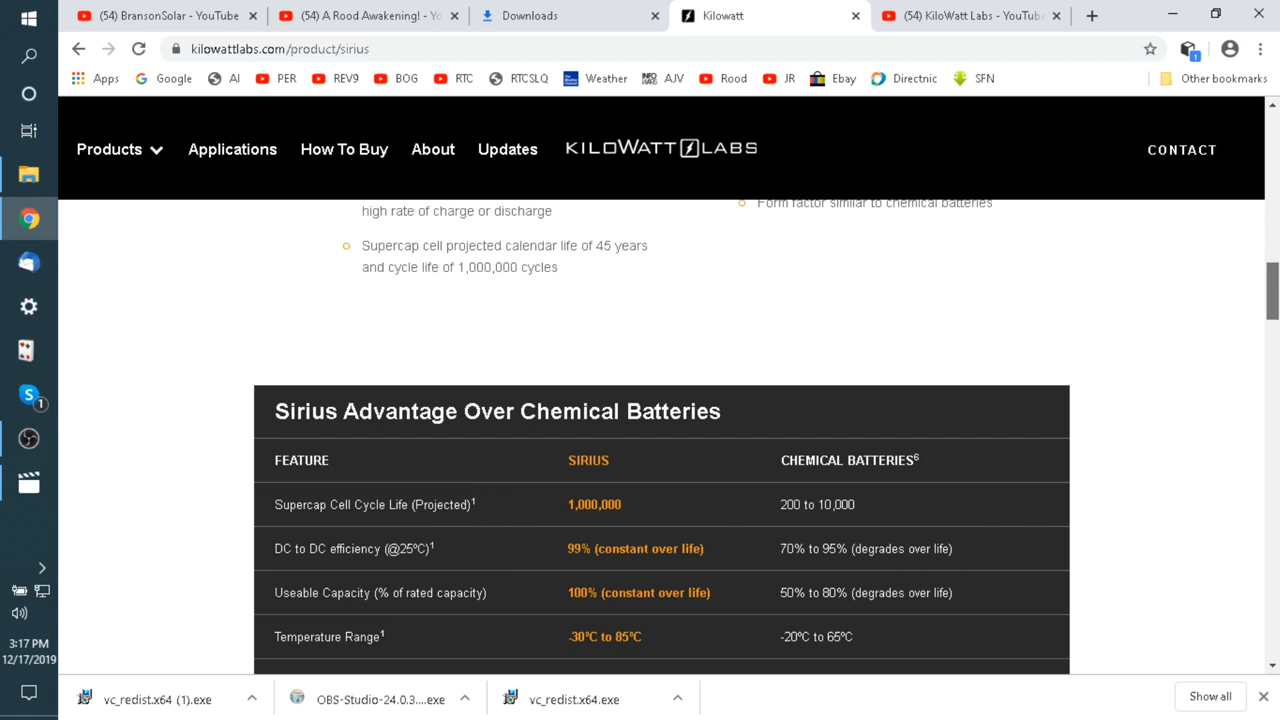 (54) BransonSolar - YouTube
(54) A Rood Awakening! - Yo
Downloads
Kilowatt
(54) KiloWatt Labs - YouTube
kilowattlabs.com/product/sirius
1
Apps Google AI PER REV9 BOG RTC RTCSLQ Weather AJV Rood JR Ebay Directnic SFN Other bookmarks
Products Applications How To Buy About Updates KILOWATT LABS CONTACT
high rate of charge or discharge
Form factor similar to chemical batteries
Supercap cell projected calendar life of 45 years
and cycle life of 1,000,000 cycles
Sirius Advantage Over Chemical Batteries
FEATURE SIRIUS CHEMICAL BATTERIES6
Supercap Cell Cycle Life (Projected)1 1,000,000 200 to 10,000
DC to DC efficiency (@25ºC)1 99% (constant over life) 70% to 95% (degrades over life)
Useable Capacity (% of rated capacity) 100% (constant over life) 50% to 80% (degrades over life)
Temperature Range1 -30ºC to 85ºC -20ºC to 65ºC
S 1
3:17 PM
12/17/2019
vc_redist.x64 (1).exe OBS-Studio-24.0.3....exe vc_redist.x64.exe Show all